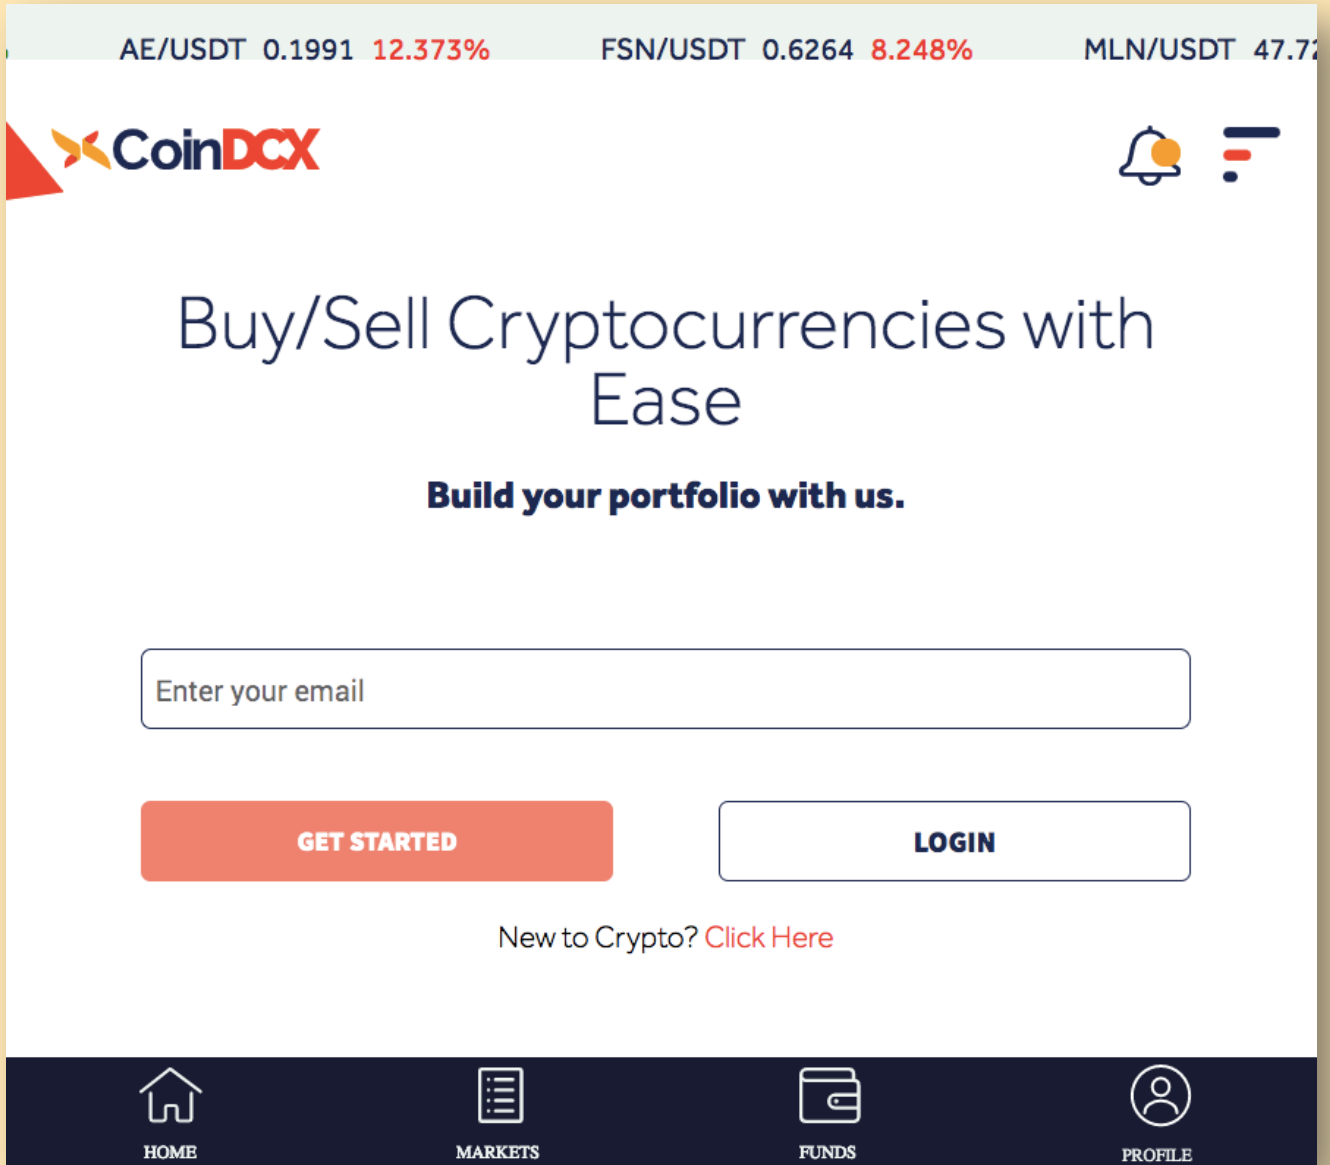 AE/USDT 0.1991 12.373% FSN/USDT 0.6264 8.248% MLN/USDT
CoinDCX
Buy/Sell Cryptocurrencies with
Ease
Build your portfolio with us.
Enter your email
GET STARTED LOGIN
New to Crypto? Click Here
HOME MARKETS FUNDS PROFILE